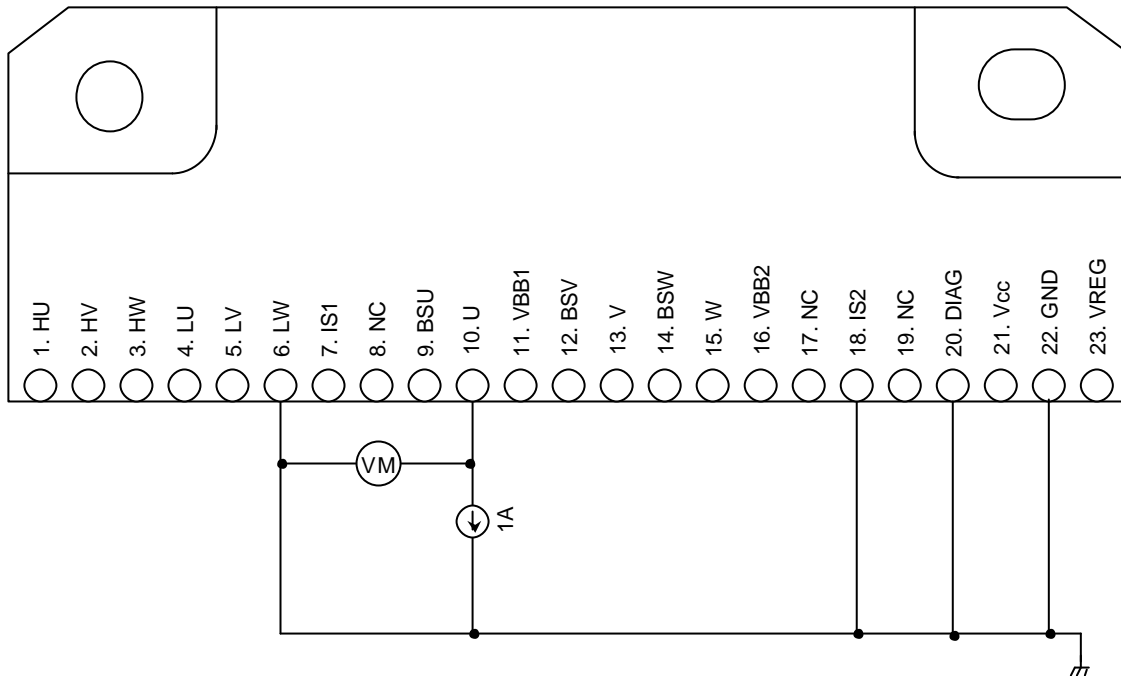 1. HU
2. HV
3. HW
4. LU
5. LV
6. LW
7. IS1
8. NC
9. BSU
10. U
11. VBB1
12. BSV
13. V
14. BSW
15. W
16. VBB2
17. NC
18. IS2
19. NC
20. DIAG
21. Vcc
22. GND
23. VREG
VM
1A